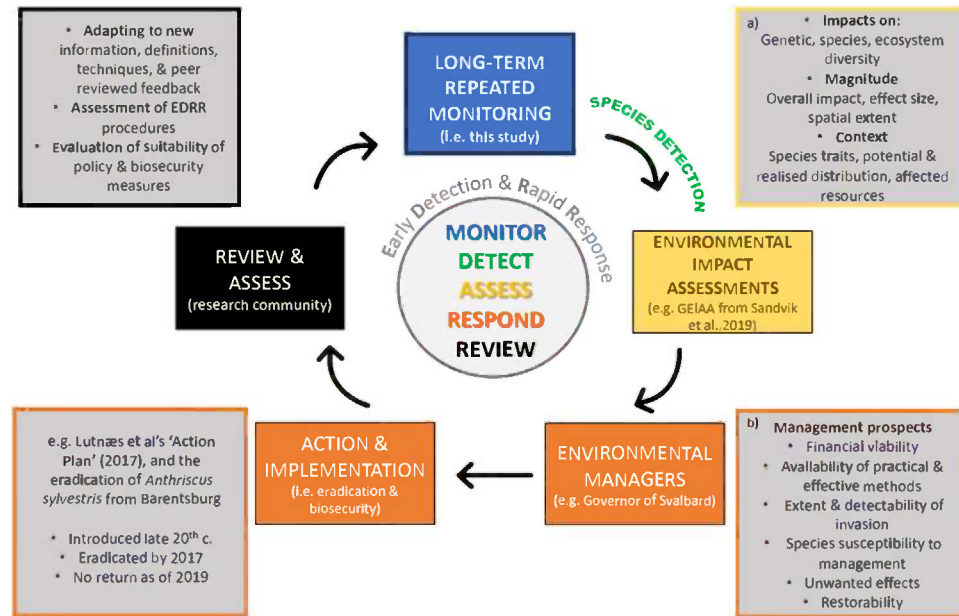 • Adapting to new
information, definitions,
techniques, & peer
reviewed feedback
• Assessment of EDRR
procedures
• Evaluation of suitability of
policy & biosecurity
measures
LONG-TERM
REPEATED
MONITORING
(i.e. this study)
SPECIES DETECTION
a)
• Impacts on:
Genetic, species, ecosystem
diversity
• Magnitude
Overall impact, effect size,
spatial extent
• Context
Species traits, potential &
realised distribution, affected
resources
REVIEW &
ASSESS
(research community)
Early Detection & Rapid Response
MONITOR
DETECT
ASSESS
RESPOND
REVIEW
ENVIRONMENTAL
IMPACT
ASSESSMENTS
(e.g. GEIAA from Sandvik
et al., 2019)
e.g. Lutnæs et al's 'Action
Plan' (2017), and the
eradication of Anthriscus
sylvestris from Barentsburg
• Introduced late 20th c.
• Eradicated by 2017
• No return as of 2019
ACTION &
IMPLEMENTATION
(i.e. eradication &
biosecurity)
ENVIRONMENTAL
MANAGERS
(e.g. Governor of Svalbard)
b)
Management prospects
• Financial viability
• Availability of practical &
effective methods
• Extent & detectability of
invasion
• Species susceptibility to
management
• Unwanted effects
• Restorability